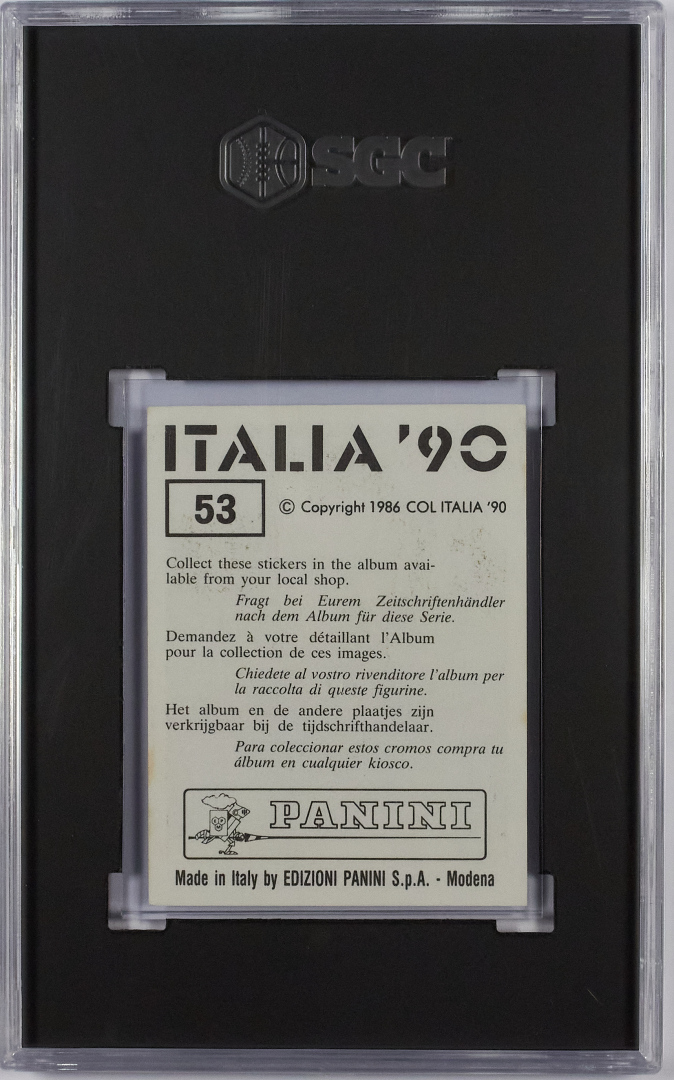 SGC
ITALIA '90
53
© Copyright 1986 COL ITALIA '90
Collect these stickers in the album avai-
lable from your local shop.
Fragt bei Eurem Zeitschriftenhändler
nach dem Album für diese Serie.
Demandez à votre détaillant l'Album
pour la collection de ces images.
Chiedete al vostro rivenditore l'album per
la raccolta di queste figurine.
Het album en de andere plaatjes zijn
verkrijgbaar bij de tijdschrifthandelaar.
Para coleccionar estos cromos compra tu
álbum en cualquier kiosco.
PANINI
Made in Italy by EDIZIONI PANINI S.p.A. - Modena